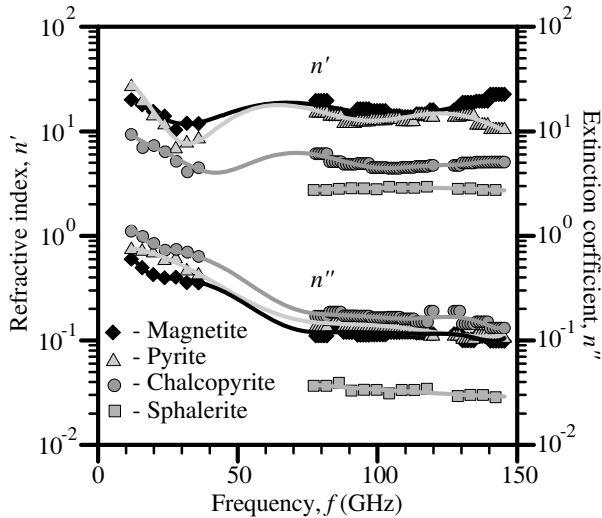 10² 10²
n′
10¹ 10¹
10⁰ 10⁰
n″
10⁻¹ 10⁻¹
- Magnetite
- Pyrite
- Chalcopyrite
- Sphalerite
10⁻² 10⁻²
0 50 100 150
Frequency, f (GHz)
Refractive index, n′
Extinction coifficient, n″